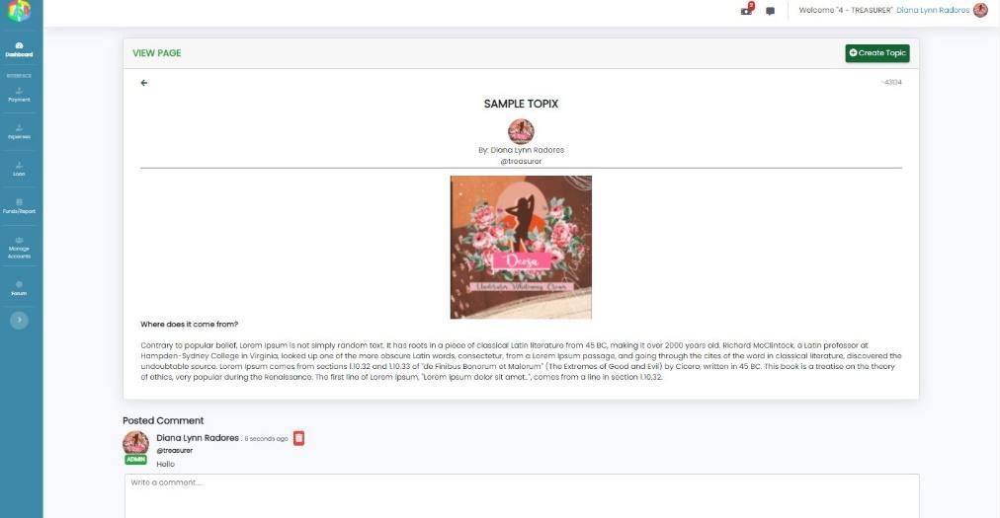 2
Welcome "4 - TREASURER" Diana Lynn Radores
Dashboard
INTERFACE
Payment
Expenses
Loan
Funds/Report
Manage
Accounts
Forum
VIEW PAGE
Create Topic
-43134
SAMPLE TOPIX
By: Diana Lynn Radores
@treasurer
Deosa
Underarm Whitening Cream
Where does it come from?
Contrary to popular belief, Lorem Ipsum is not simply random text. It has roots in a piece of classical Latin literature from 45 BC, making it over 2000 years old. Richard McClintock, a Latin professor at
Hampden-Sydney College in Virginia, looked up one of the more obscure Latin words, consectetur, from a Lorem Ipsum passage, and going through the cites of the word in classical literature, discovered the
undoubtable source. Lorem Ipsum comes from sections 1.10.32 and 1.10.33 of "de Finibus Bonorum et Malorum" (The Extremes of Good and Evil) by Cicero, written in 45 BC. This book is a treatise on the theory
of ethics, very popular during the Renaissance. The first line of Lorem Ipsum, "Lorem ipsum dolor sit amet..", comes from a line in section 1.10.32.
Posted Comment
Diana Lynn Radores . 6 seconds ago
@treasurer
ADMIN
Hello
Write a comment....